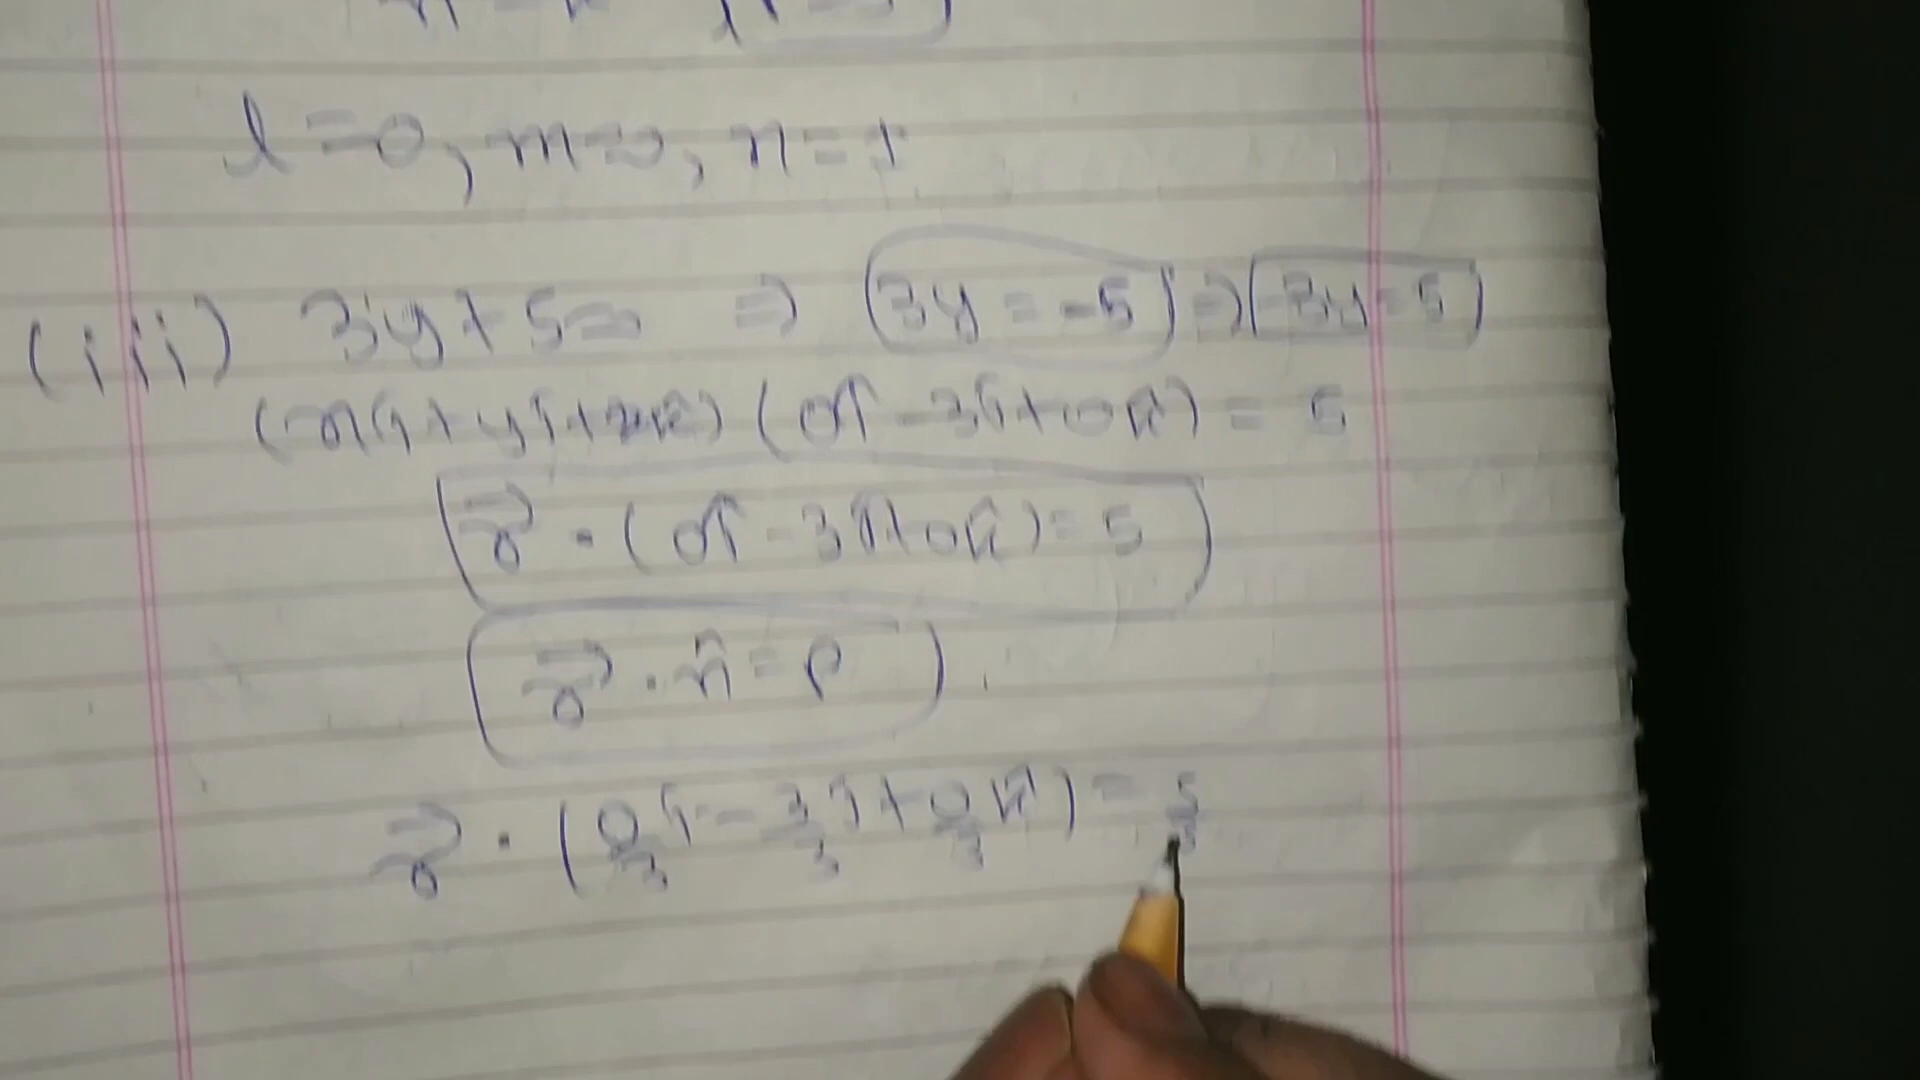 l=0, m=0, n=1
(iii) 3y+5=0 ⇒ (3y = -5) ⇒ (-3y=5)
(xî+yĵ+zk̂) (0î-3ĵ+0k̂) = 5
r⃗ · (0î-3ĵ+0k̂) = 5
r⃗ · n̂ = p
r⃗ · (0/3 î - 3/3 ĵ + 0/3 k̂) = 5/3